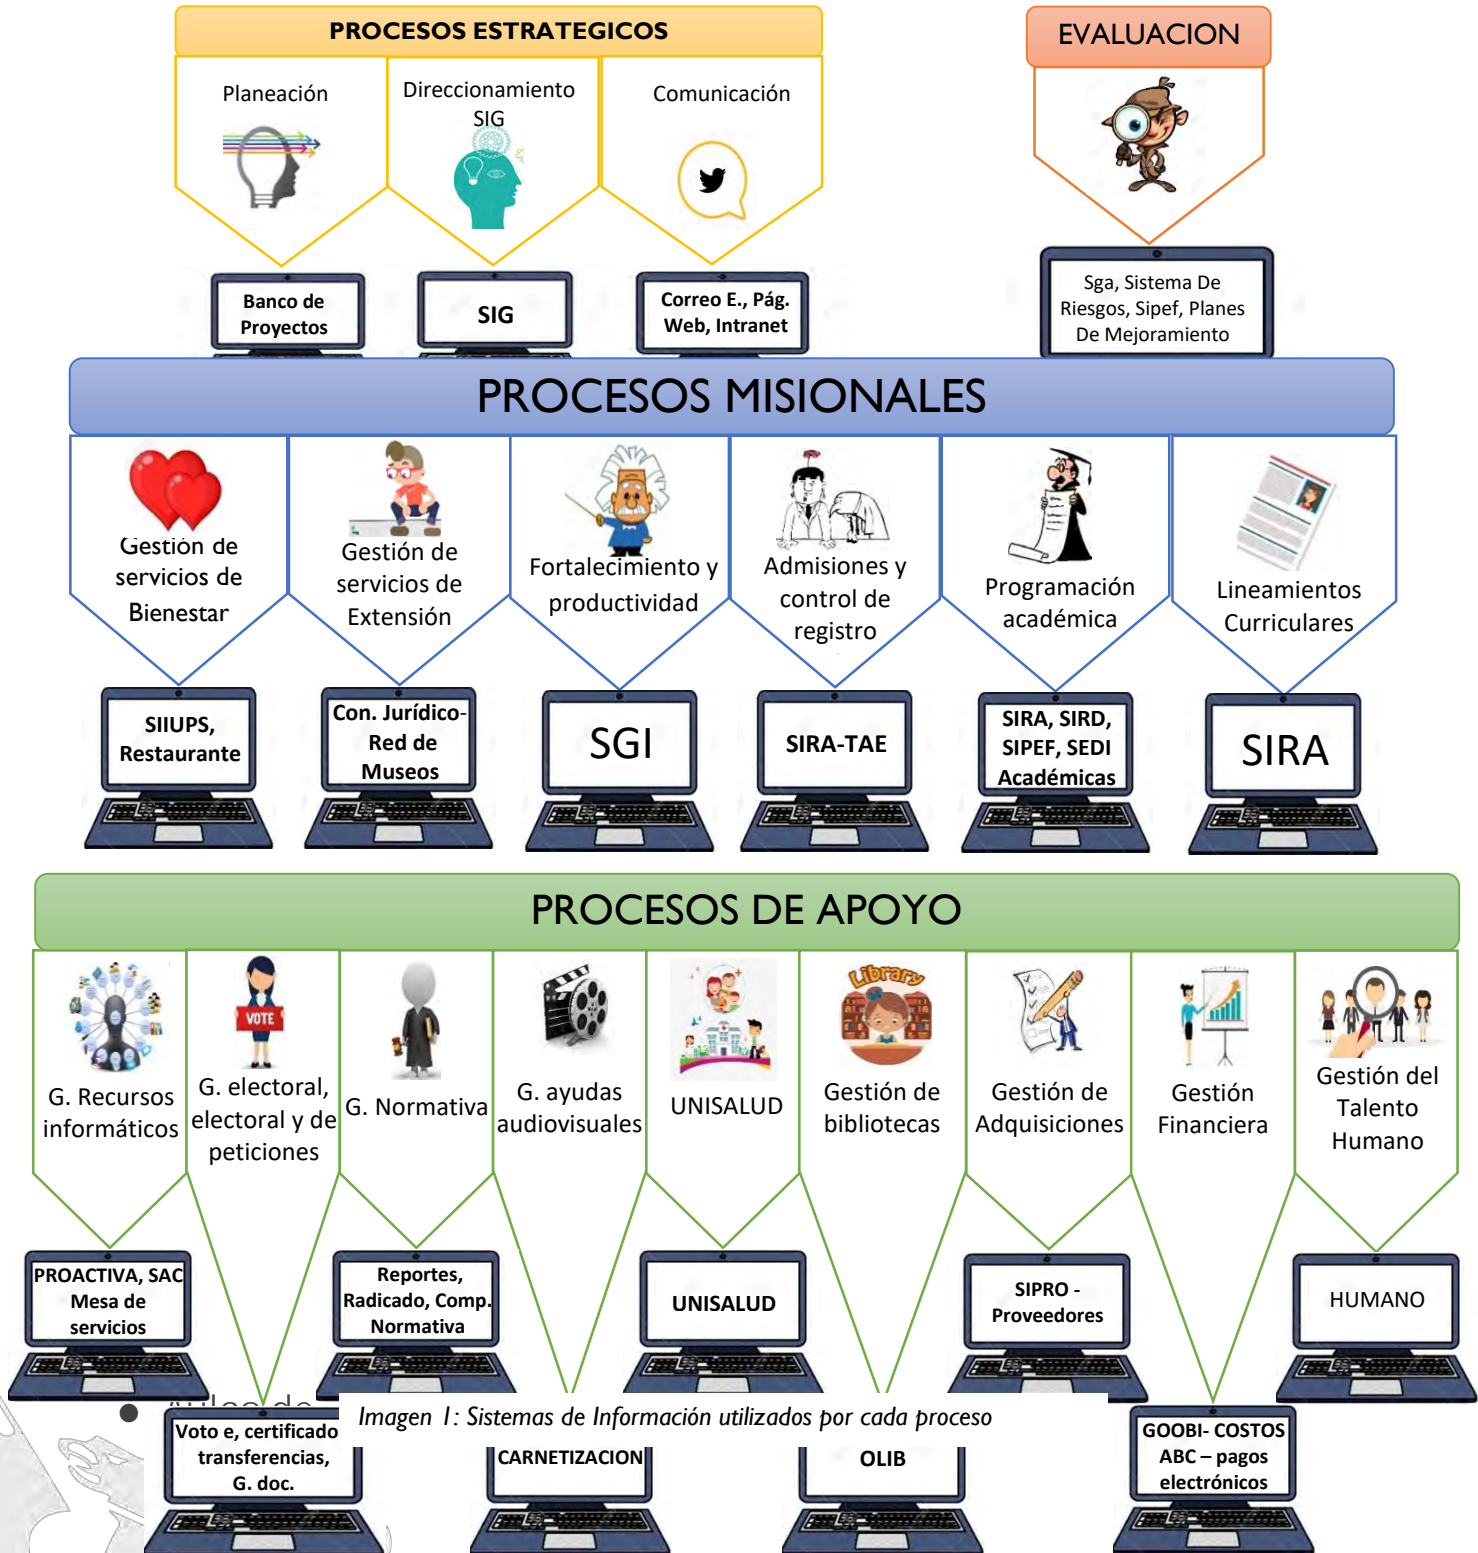 PROCESOS ESTRATEGICOS
EVALUACION
Planeación
Direccionamiento
SIG
Comunicación
Banco de
Proyectos
SIG
Correo E., Pág.
Web, Intranet
Sga, Sistema De
Riesgos, Sipef, Planes
De Mejoramiento
PROCESOS MISIONALES
Gestión de
servicios de
Bienestar
Gestión de
servicios de
Extensión
Fortalecimiento y
productividad
Admisiones y
control de
registro
Programación
académica
Lineamientos
Curriculares
SIIUPS,
Restaurante
Con. Jurídico-
Red de
Museos
SGI
SIRA-TAE
SIRA, SIRD,
SIPEF, SEDI
Académicas
SIRA
PROCESOS DE APOYO
VOTE
Library
G. Recursos
informáticos
G. electoral,
electoral y de
peticiones
G. Normativa
G. ayudas
audiovisuales
UNISALUD
Gestión de
bibliotecas
Gestión de
Adquisiciones
Gestión
Financiera
Gestión del
Talento
Humano
PROACTIVA, SAC
Mesa de
servicios
Reportes,
Radicado, Comp.
Normativa
UNISALUD
SIPRO -
Proveedores
HUMANO
Imagen 1: Sistemas de Información utilizados por cada proceso
Voto e, certificado
transferencias,
G. doc.
CARNETIZACION
OLIB
GOOBI- COSTOS
ABC – pagos
electrónicos